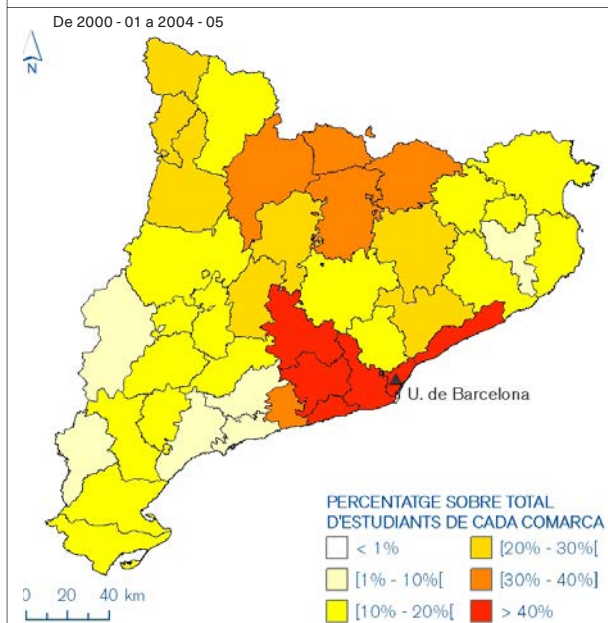 De 2000 - 01 a 2004 - 05
N
U. de Barcelona
PERCENTATGE SOBRE TOTAL
D'ESTUDIANTS DE CADA COMARCA
< 1%
[20% - 30%[
[1% - 10%[
[30% - 40%]
[10% - 20%[
> 40%
0 20 40 km